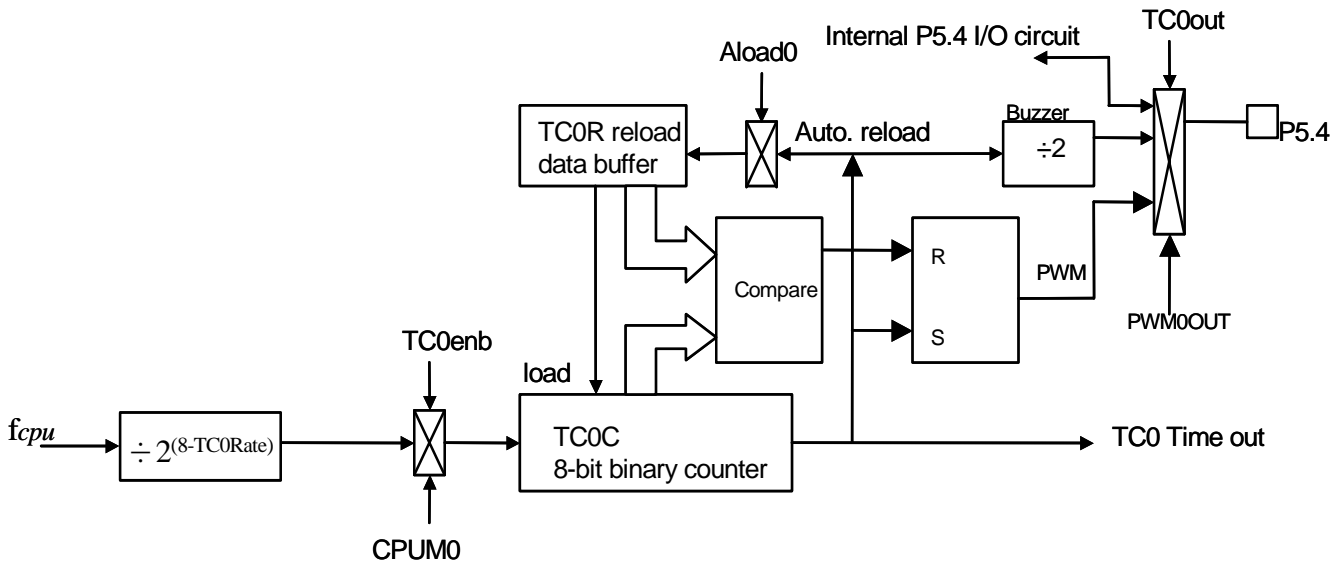 TC0out
Internal P5.4 I/O circuit
Aload0
Buzzer
TC0R reload
data buffer
Auto. reload
÷2
P5.4
R
PWM
Compare
PWM0OUT
S
TC0enb
load
fcpu
÷ 2(8-TC0Rate)
TC0C
8-bit binary counter
TC0 Time out
CPUM0